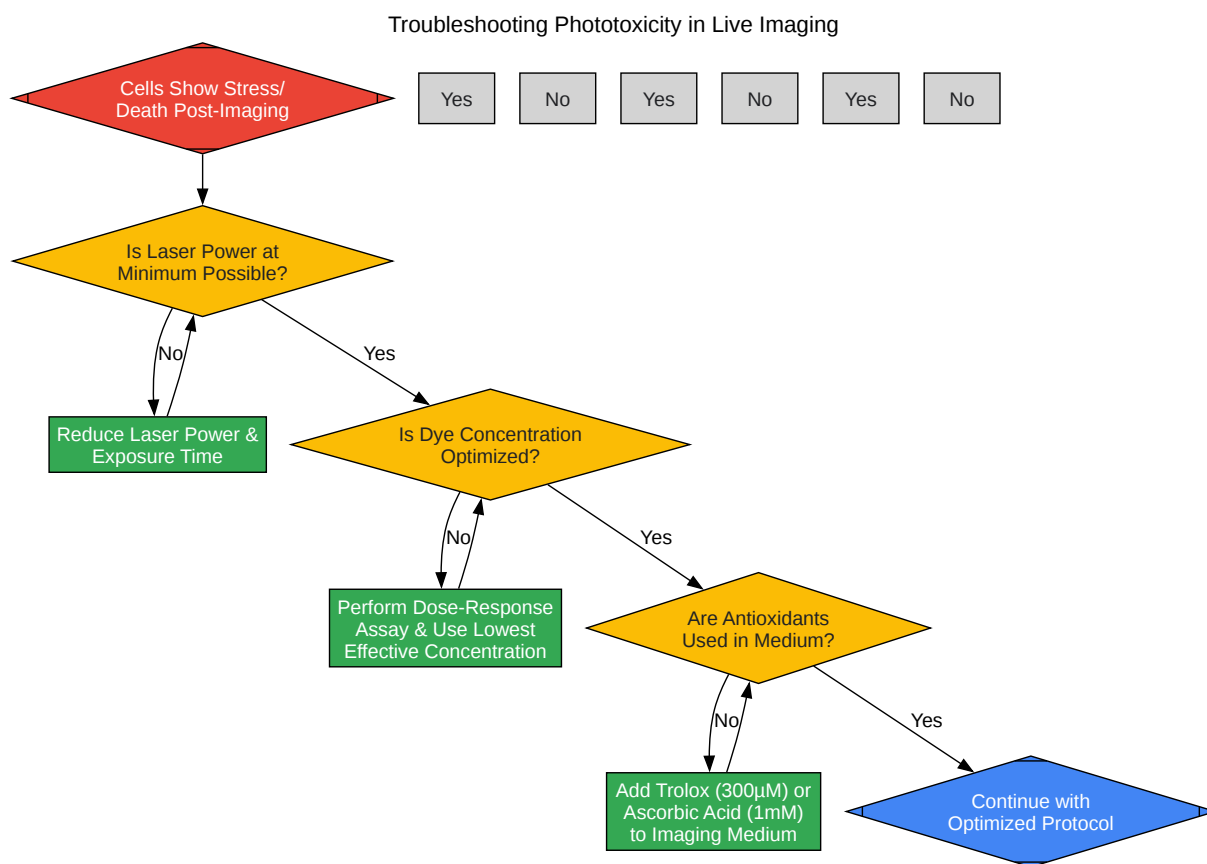 Troubleshooting Phototoxicity in Live Imaging
Cells Show Stress/
Death Post-Imaging
Yes
No
Yes
No
Yes
No
Is Laser Power at
Minimum Possible?
No
Yes
Reduce Laser Power &
Exposure Time
Is Dye Concentration
Optimized?
No
Yes
Perform Dose-Response
Assay & Use Lowest
Effective Concentration
Are Antioxidants
Used in Medium?
No
Yes
Add Trolox (300µM) or
Ascorbic Acid (1mM)
to Imaging Medium
Continue with
Optimized Protocol